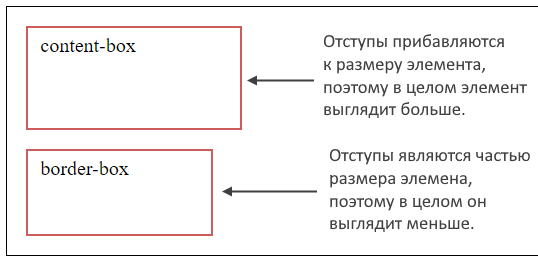 content-box
Отступы прибавляются
к размеру элемента,
поэтому в целом элемент
выглядит больше.
border-box
Отступы являются частью
размера элемена,
поэтому в целом он
выглядит меньше.